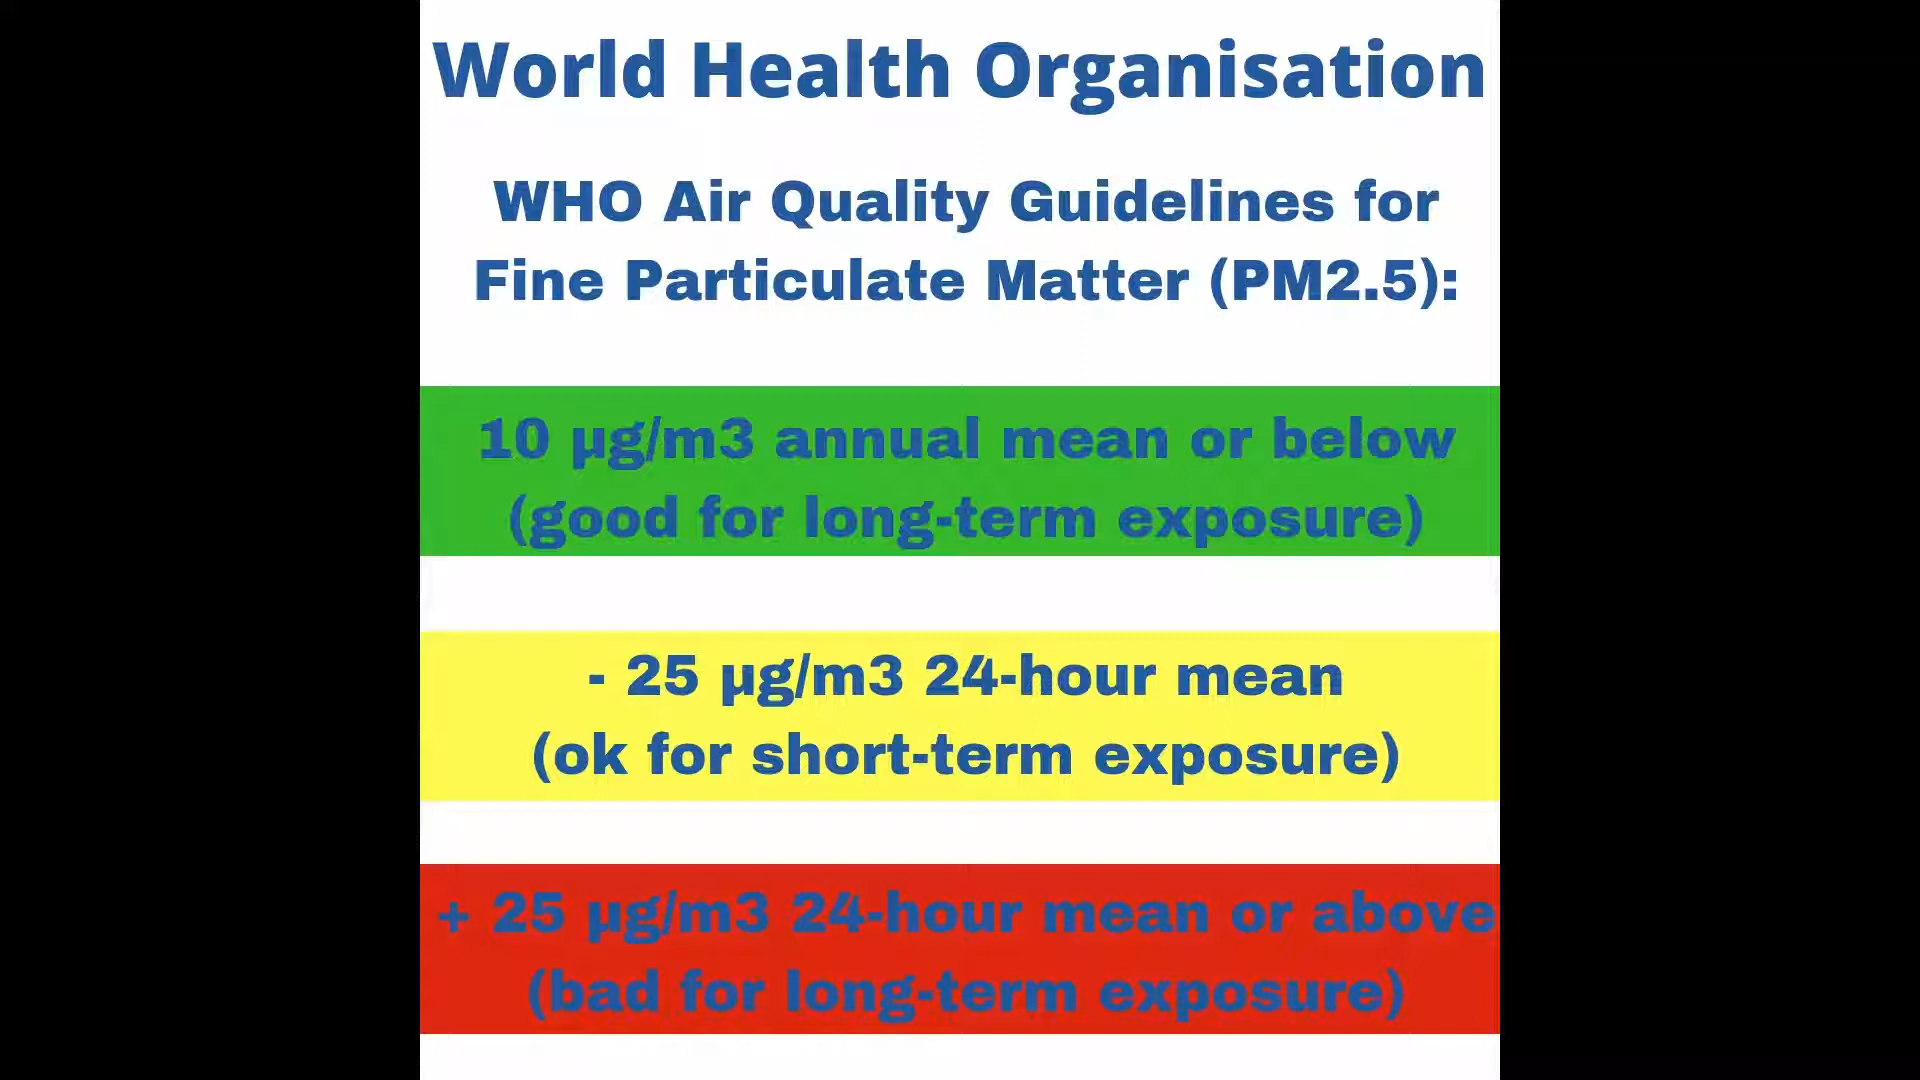 World Health Organisation
WHO Air Quality Guidelines for
Fine Particulate Matter (PM2.5):
10 µg/m3 annual mean or below
(good for long-term exposure)
- 25 µg/m3 24-hour mean
(ok for short-term exposure)
+ 25 µg/m3 24-hour mean or above
(bad for long-term exposure)